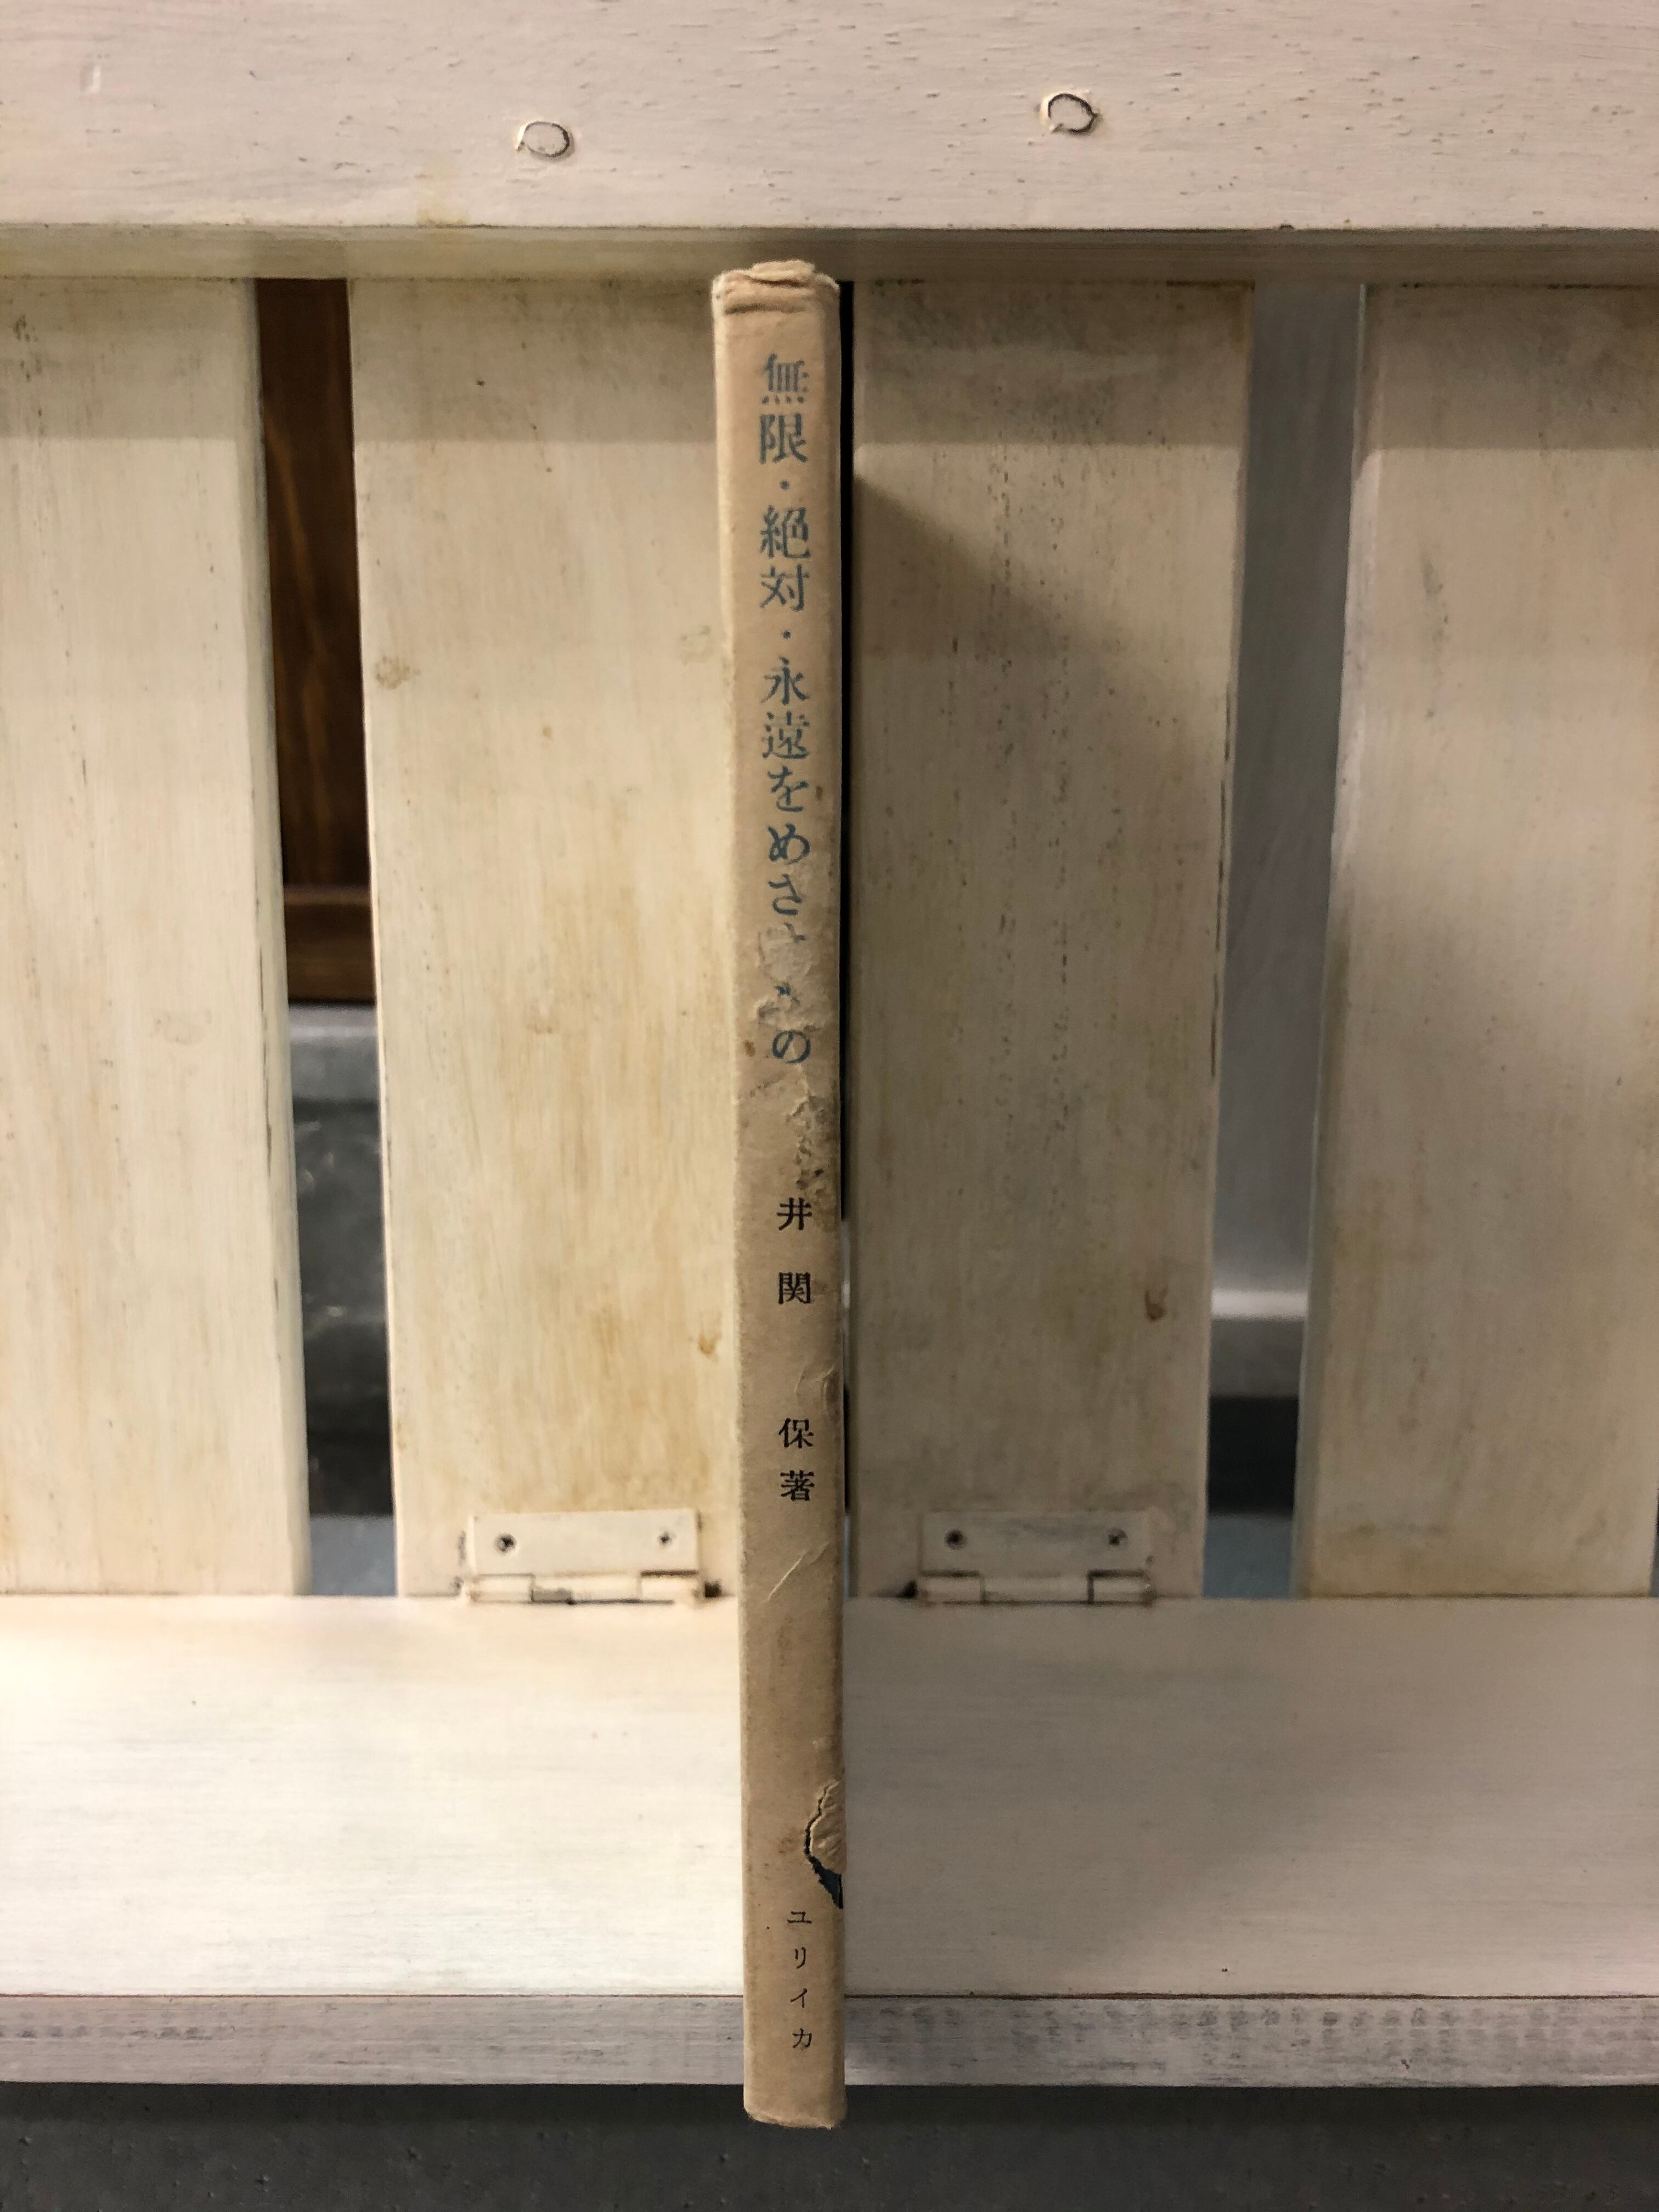 無限・絶対・永遠をめさ の
井関 保著
ユリイカ